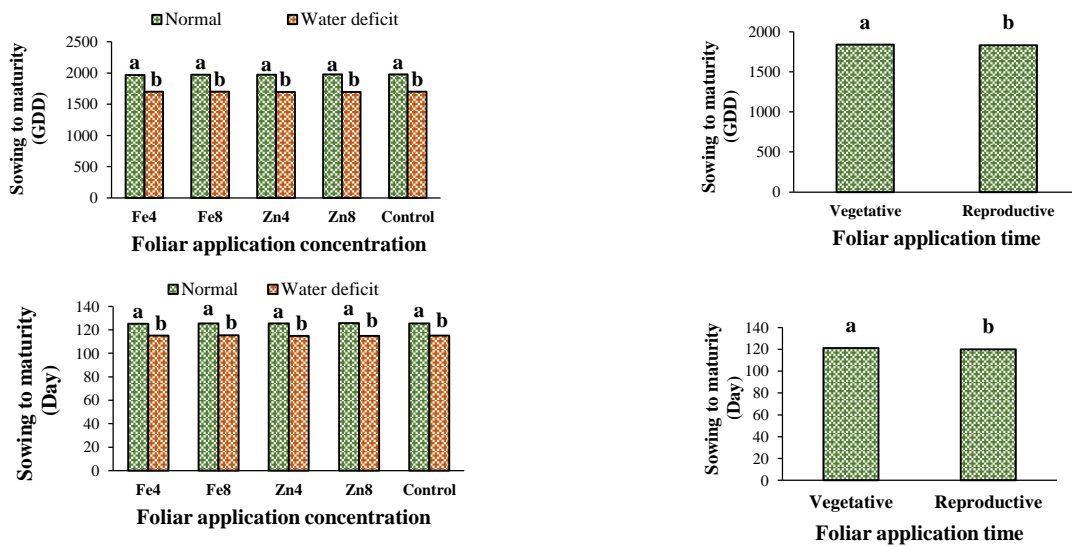 Normal Water deficit
Sowing to maturity
(GDD)
2500
2000
1500
1000
500
0
a b a b a b a b a b
Fe4 Fe8 Zn4 Zn8 Control
Foliar application concentration
Sowing to maturity
(GDD)
2000
1500
1000
500
0
a b
Vegetative Reproductive
Foliar application time
Normal Water deficit
Sowing to maturity
(Day)
140
120
100
80
60
40
20
0
a b a b a b a b a b
Fe4 Fe8 Zn4 Zn8 Control
Foliar application concentration
Sowing to maturity
(Day)
140
120
100
80
60
40
20
0
a b
Vegetative Reproductive
Foliar application time